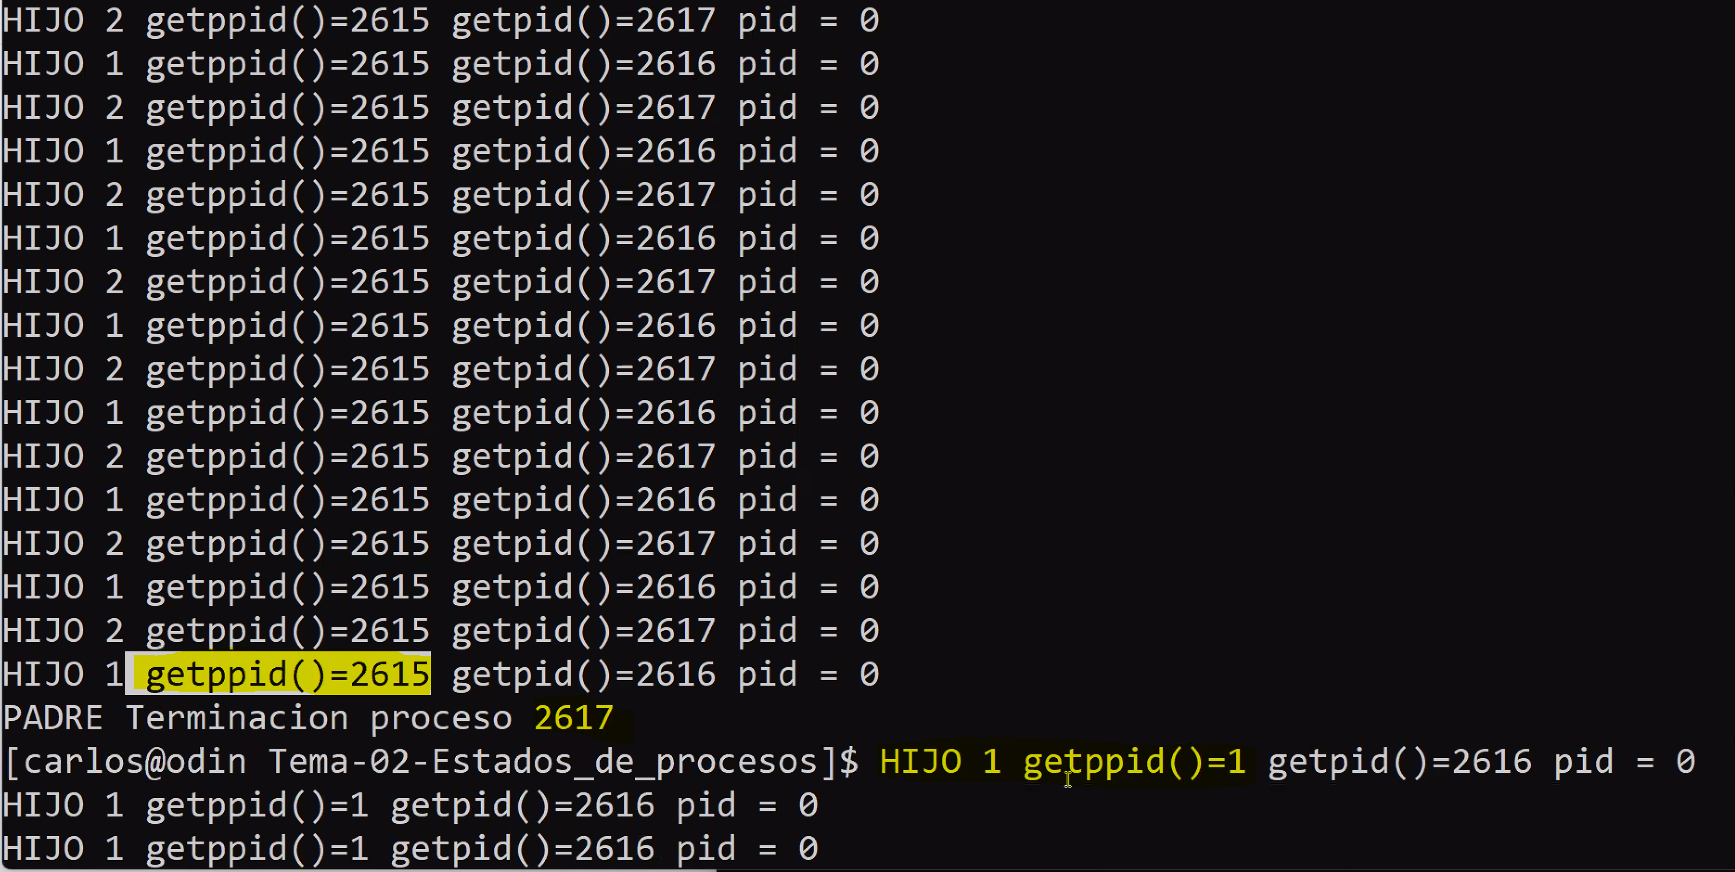 HIJO 2 getppid()=2615 getpid()=2617 pid = 0
HIJO 1 getppid()=2615 getpid()=2616 pid = 0
HIJO 2 getppid()=2615 getpid()=2617 pid = 0
HIJO 1 getppid()=2615 getpid()=2616 pid = 0
HIJO 2 getppid()=2615 getpid()=2617 pid = 0
HIJO 1 getppid()=2615 getpid()=2616 pid = 0
HIJO 2 getppid()=2615 getpid()=2617 pid = 0
HIJO 1 getppid()=2615 getpid()=2616 pid = 0
HIJO 2 getppid()=2615 getpid()=2617 pid = 0
HIJO 1 getppid()=2615 getpid()=2616 pid = 0
HIJO 2 getppid()=2615 getpid()=2617 pid = 0
HIJO 1 getppid()=2615 getpid()=2616 pid = 0
HIJO 2 getppid()=2615 getpid()=2617 pid = 0
HIJO 1 getppid()=2615 getpid()=2616 pid = 0
HIJO 2 getppid()=2615 getpid()=2617 pid = 0
HIJO 1 getppid()=2615 getpid()=2616 pid = 0
PADRE Terminacion proceso 2617
[carlos@odin Tema-02-Estados_de_procesos]$ HIJO 1 getppid()=1 getpid()=2616 pid = 0
HIJO 1 getppid()=1 getpid()=2616 pid = 0
HIJO 1 getppid()=1 getpid()=2616 pid = 0